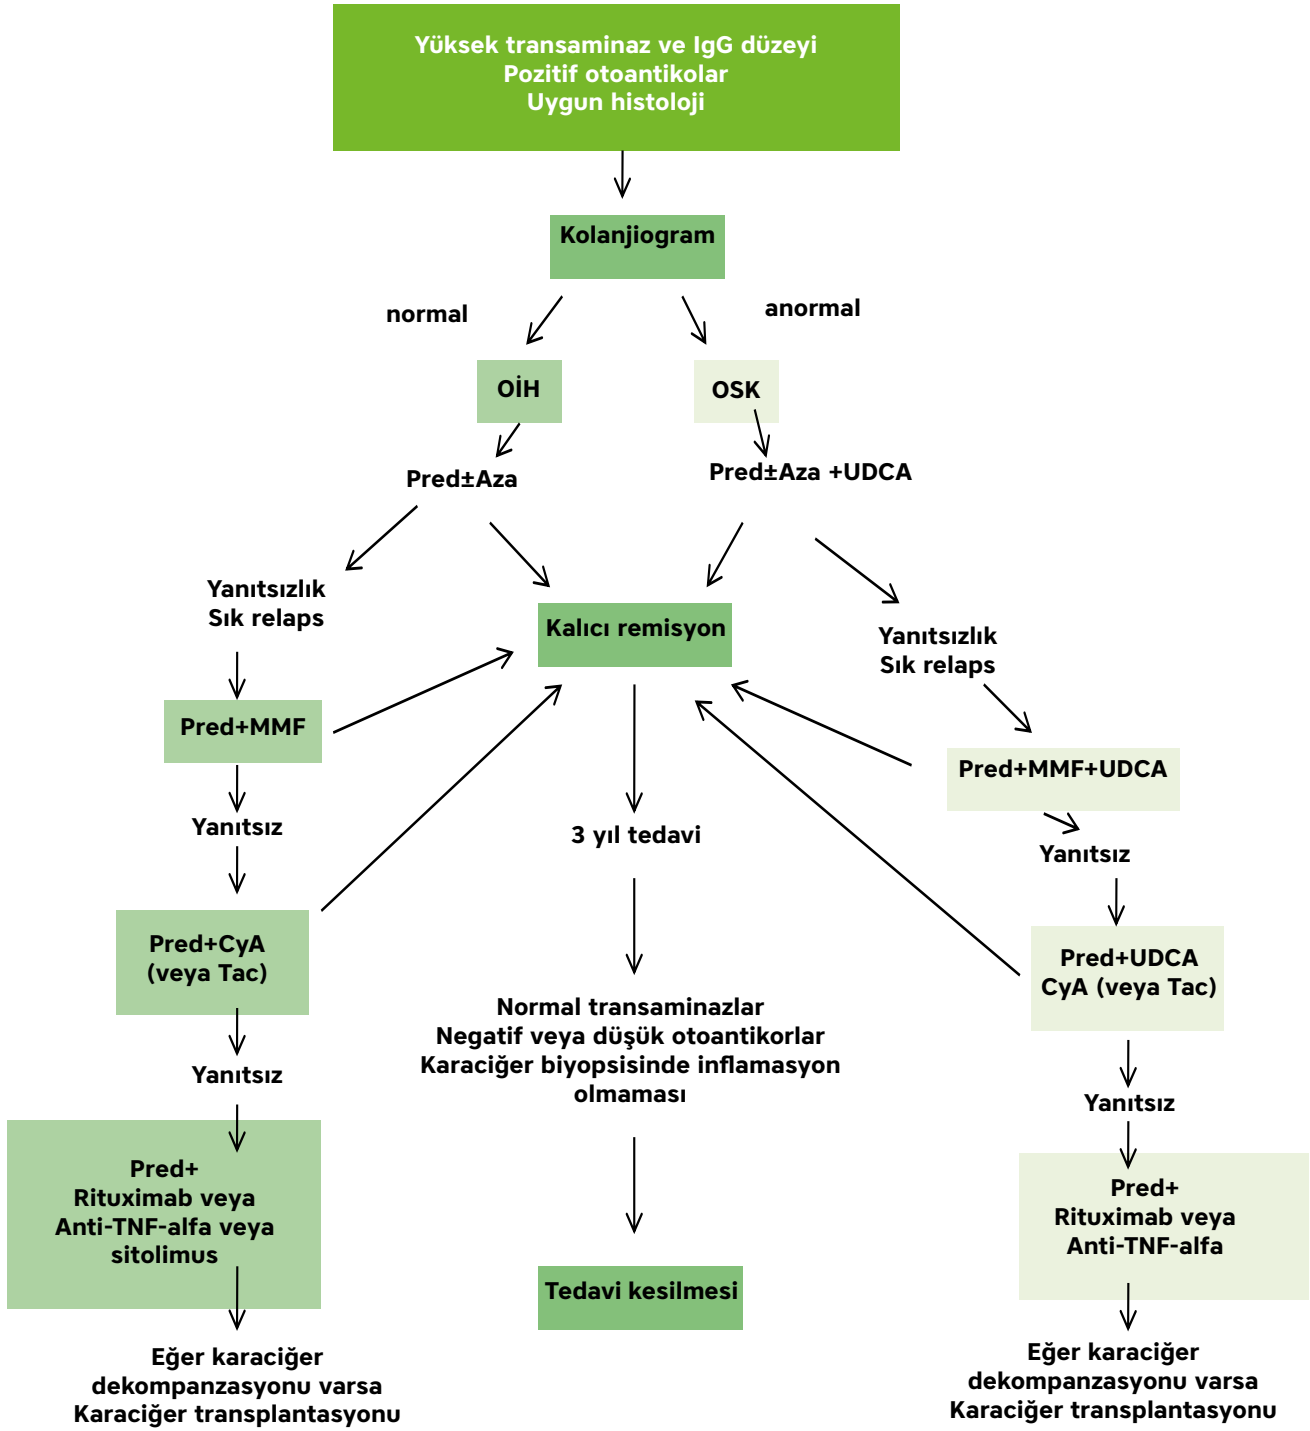 Yüksek transaminaz ve IgG düzeyi
Pozitif otoantikolar
Uygun histoloji
Kolanjiogram
normal
anormal
OİH
OSK
Pred±Aza
Pred±Aza +UDCA
Yanıtsızlık
Sık relaps
Kalıcı remisyon
Yanıtsızlık
Sık relaps
Pred+MMF
Pred+MMF+UDCA
Yanıtsız
3 yıl tedavi
Yanıtsız
Pred+CyA
(veya Tac)
Pred+UDCA
CyA (veya Tac)
Normal transaminazlar
Negatif veya düşük otoantikorlar
Karaciğer biyopsisinde inflamasyon
olmaması
Yanıtsız
Yanıtsız
Pred+
Rituximab veya
Anti-TNF-alfa veya
sitolimus
Pred+
Rituximab veya
Anti-TNF-alfa
Tedavi kesilmesi
Eğer karaciğer
dekompanzasyonu varsa
Karaciğer transplantasyonu
Eğer karaciğer
dekompanzasyonu varsa
Karaciğer transplantasyonu